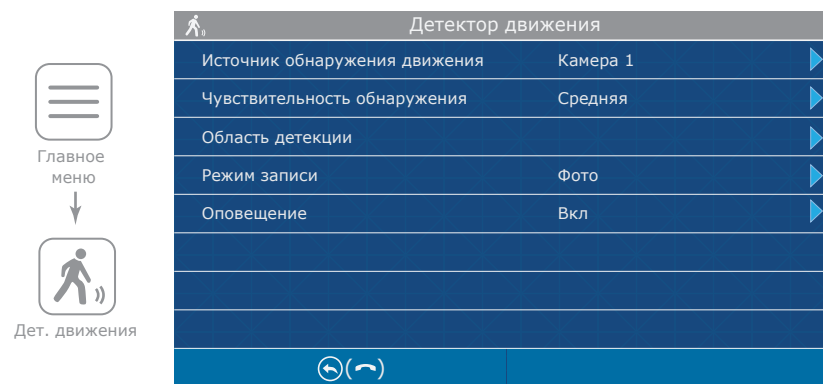 Главное
меню
Дет. движения
Детектор движения
Источник обнаружения движения Камера 1
Чувствительность обнаружения Средняя
Область детекции
Режим записи Фото
Оповещение Вкл